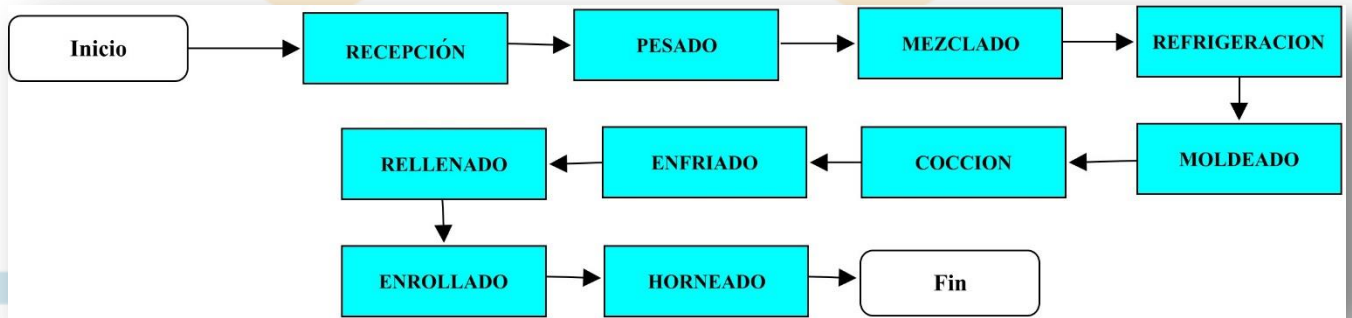 Inicio
RECEPCIÓN
PESADO
MEZCLADO
REFRIGERACION
MOLDEADO
COCCION
ENFRIADO
RELLENADO
ENROLLADO
HORNEADO
Fin